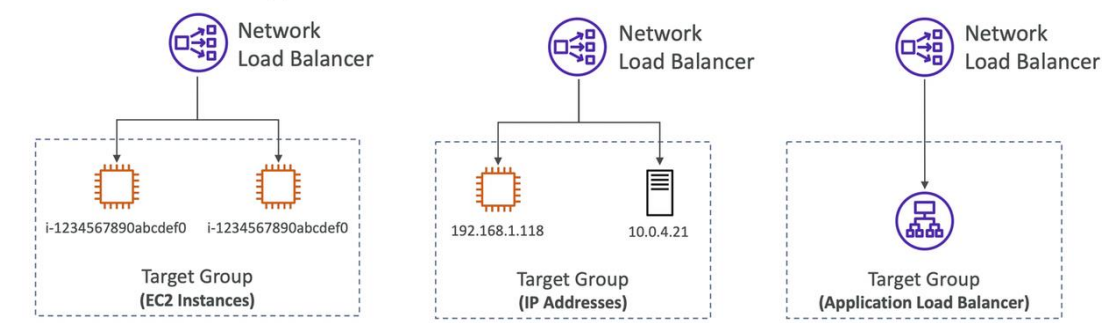 Network
Load Balancer
i-1234567890abcdef0
i-1234567890abcdef0
Target Group
(EC2 Instances)
Network
Load Balancer
192.168.1.118
10.0.4.21
Target Group
(IP Addresses)
Network
Load Balancer
Target Group
(Application Load Balancer)